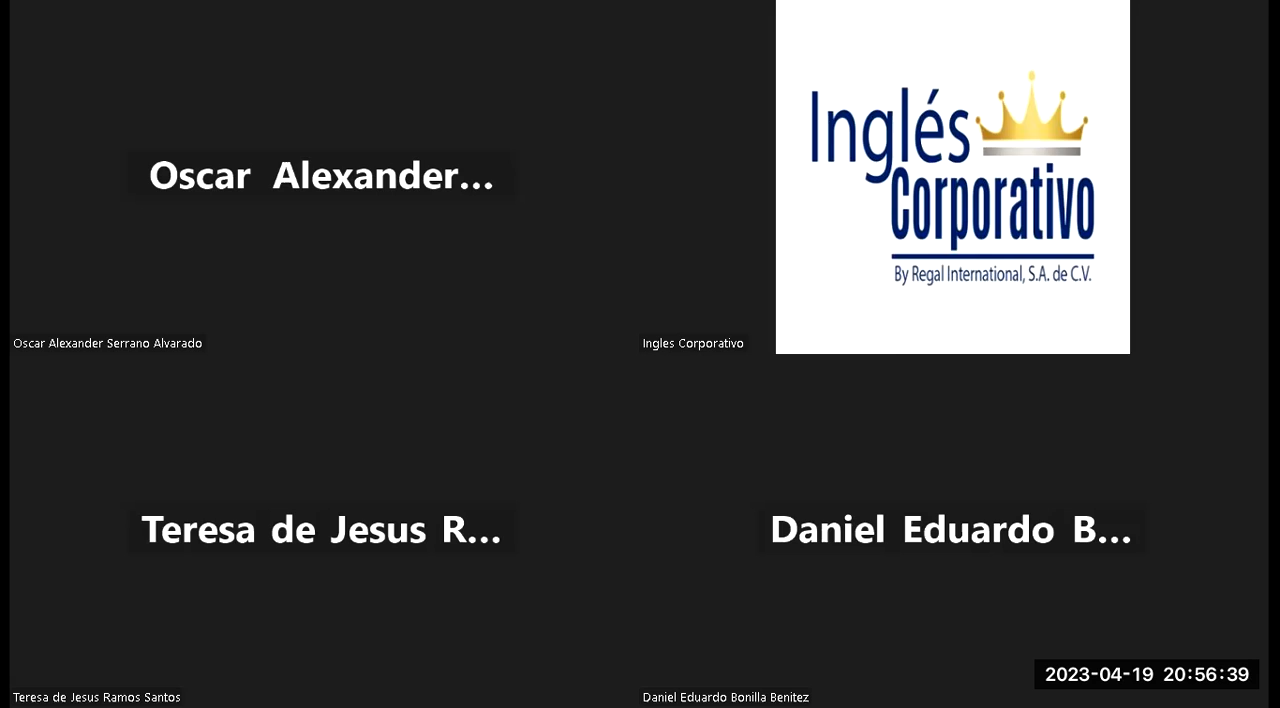 Oscar Alexander...
Oscar Alexander Serrano Alvarado
Inglés
Corporativo
By Regal International, S.A. de C.V.
Ingles Corporativo
Teresa de Jesus R...
Teresa de Jesus Ramos Santos
Daniel Eduardo B...
Daniel Eduardo Bonilla Benitez
2023-04-19 20:56:39